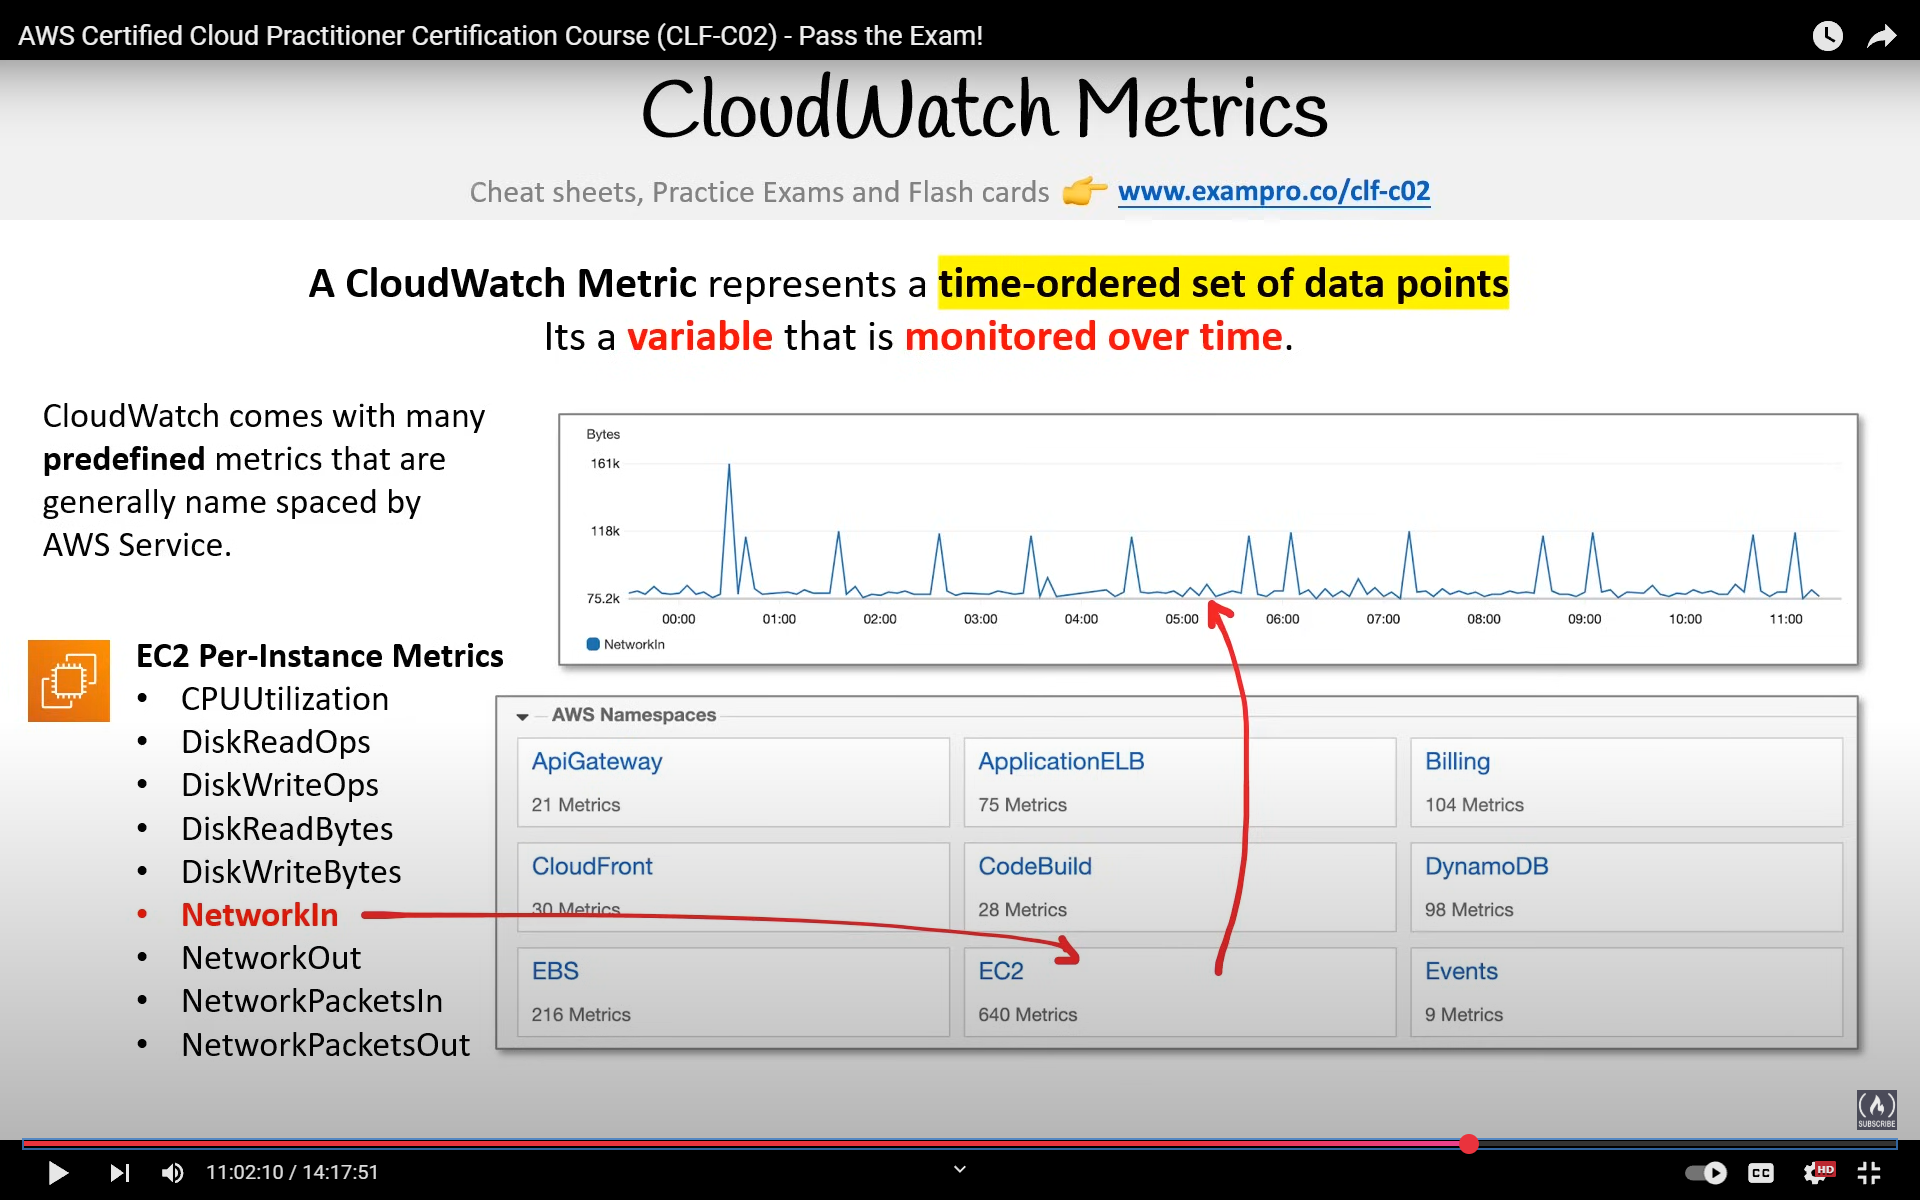 AWS Certified Cloud Practitioner Certification Course (CLF-C02) - Pass the Exam!
CloudWatch Metrics
Cheat sheets, Practice Exams and Flash cards 👉 www.exampro.co/clf-c02
A CloudWatch Metric represents a time-ordered set of data points
Its a variable that is monitored over time.
CloudWatch comes with many
predefined metrics that are
generally name spaced by
AWS Service.
Bytes
161k
118k
75.2k
00:00 01:00 02:00 03:00 04:00 05:00 06:00 07:00 08:00 09:00 10:00 11:00
NetworkIn
EC2 Per-Instance Metrics
• CPUUtilization
• DiskReadOps
• DiskWriteOps
• DiskReadBytes
• DiskWriteBytes
• NetworkIn
• NetworkOut
• NetworkPacketsIn
• NetworkPacketsOut
AWS Namespaces
ApiGateway
21 Metrics
ApplicationELB
75 Metrics
Billing
104 Metrics
CloudFront
30 Metrics
CodeBuild
28 Metrics
DynamoDB
98 Metrics
EBS
216 Metrics
EC2
640 Metrics
Events
9 Metrics
SUBSCRIBE
11:02:10 / 14:17:51
CC
HD